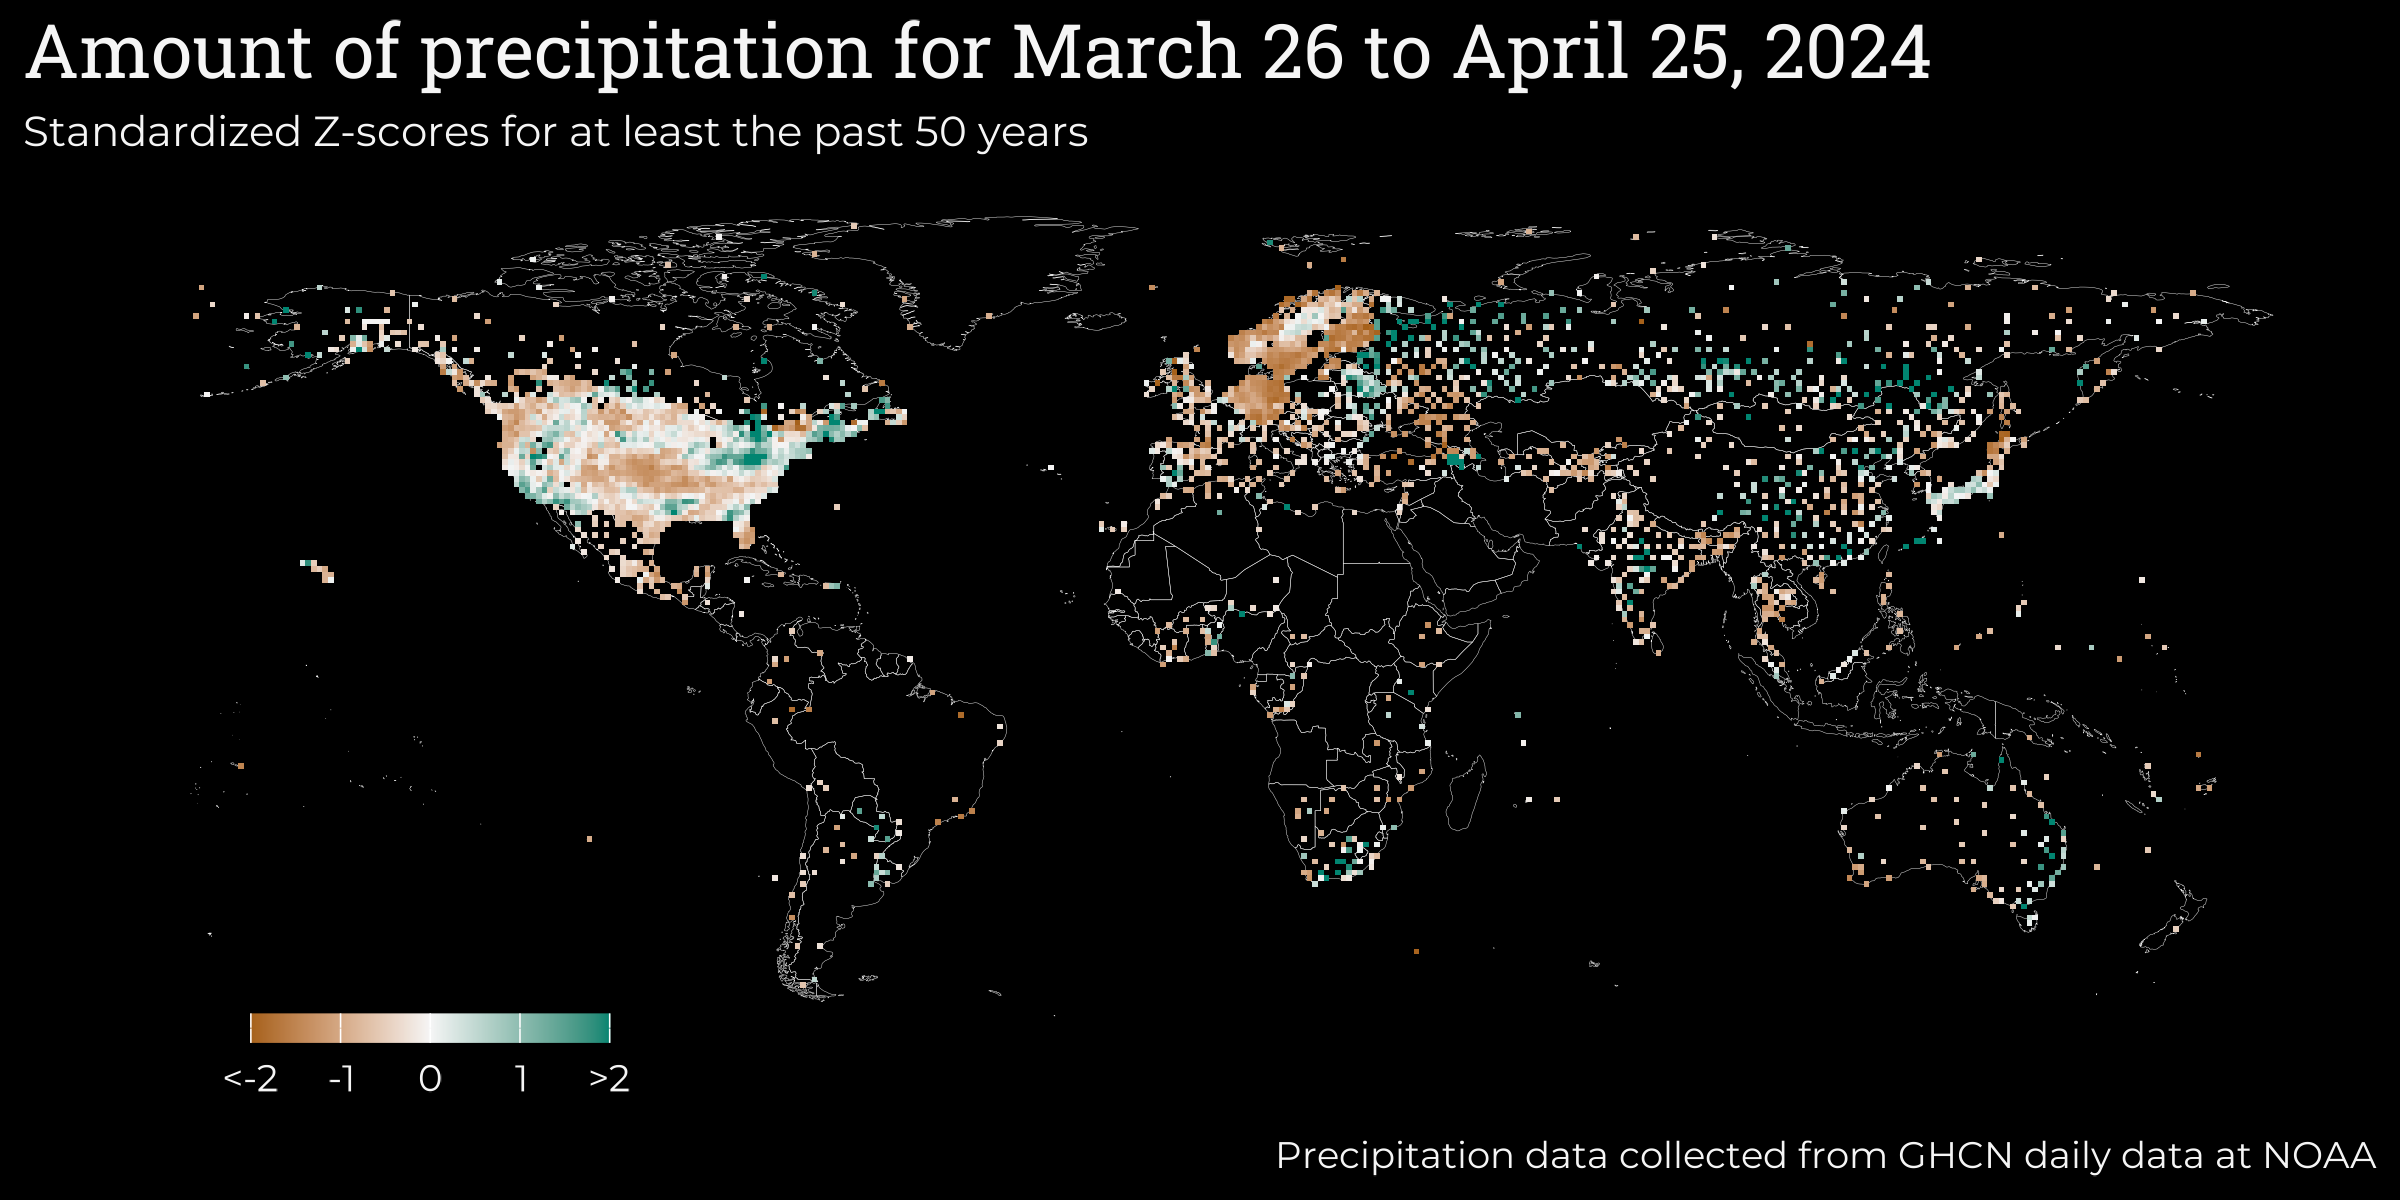 Amount of precipitation for March 26 to April 25, 2024
Standardized Z-scores for at least the past 50 years
<-2 -1 0 1 >2
Precipitation data collected from GHCN daily data at NOAA